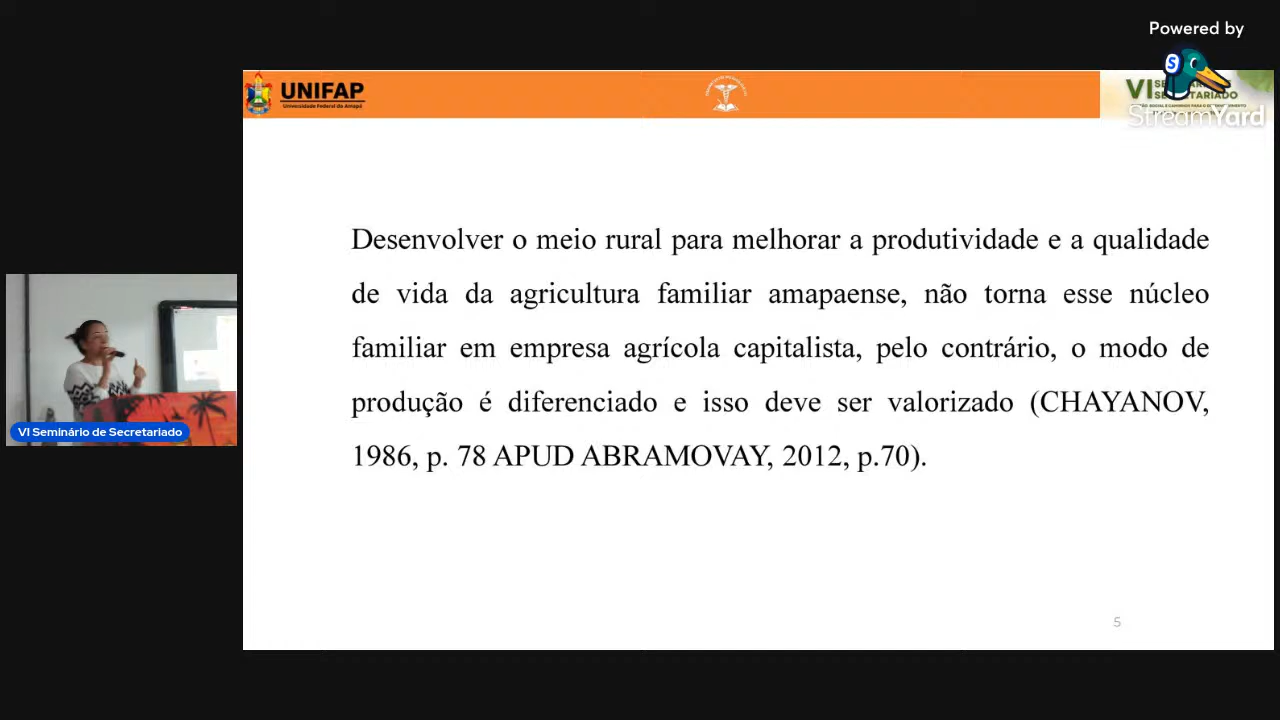 Powered by
StreamYard
UNIFAP
Universidade Federal do Amapá
VI
Desenvolver o meio rural para melhorar a produtividade e a qualidade
de vida da agricultura familiar amapaense, não torna esse núcleo
familiar em empresa agrícola capitalista, pelo contrário, o modo de
produção é diferenciado e isso deve ser valorizado (CHAYANOV,
1986, p. 78 APUD ABRAMOVAY, 2012, p.70).
VI Seminário de Secretariado
5